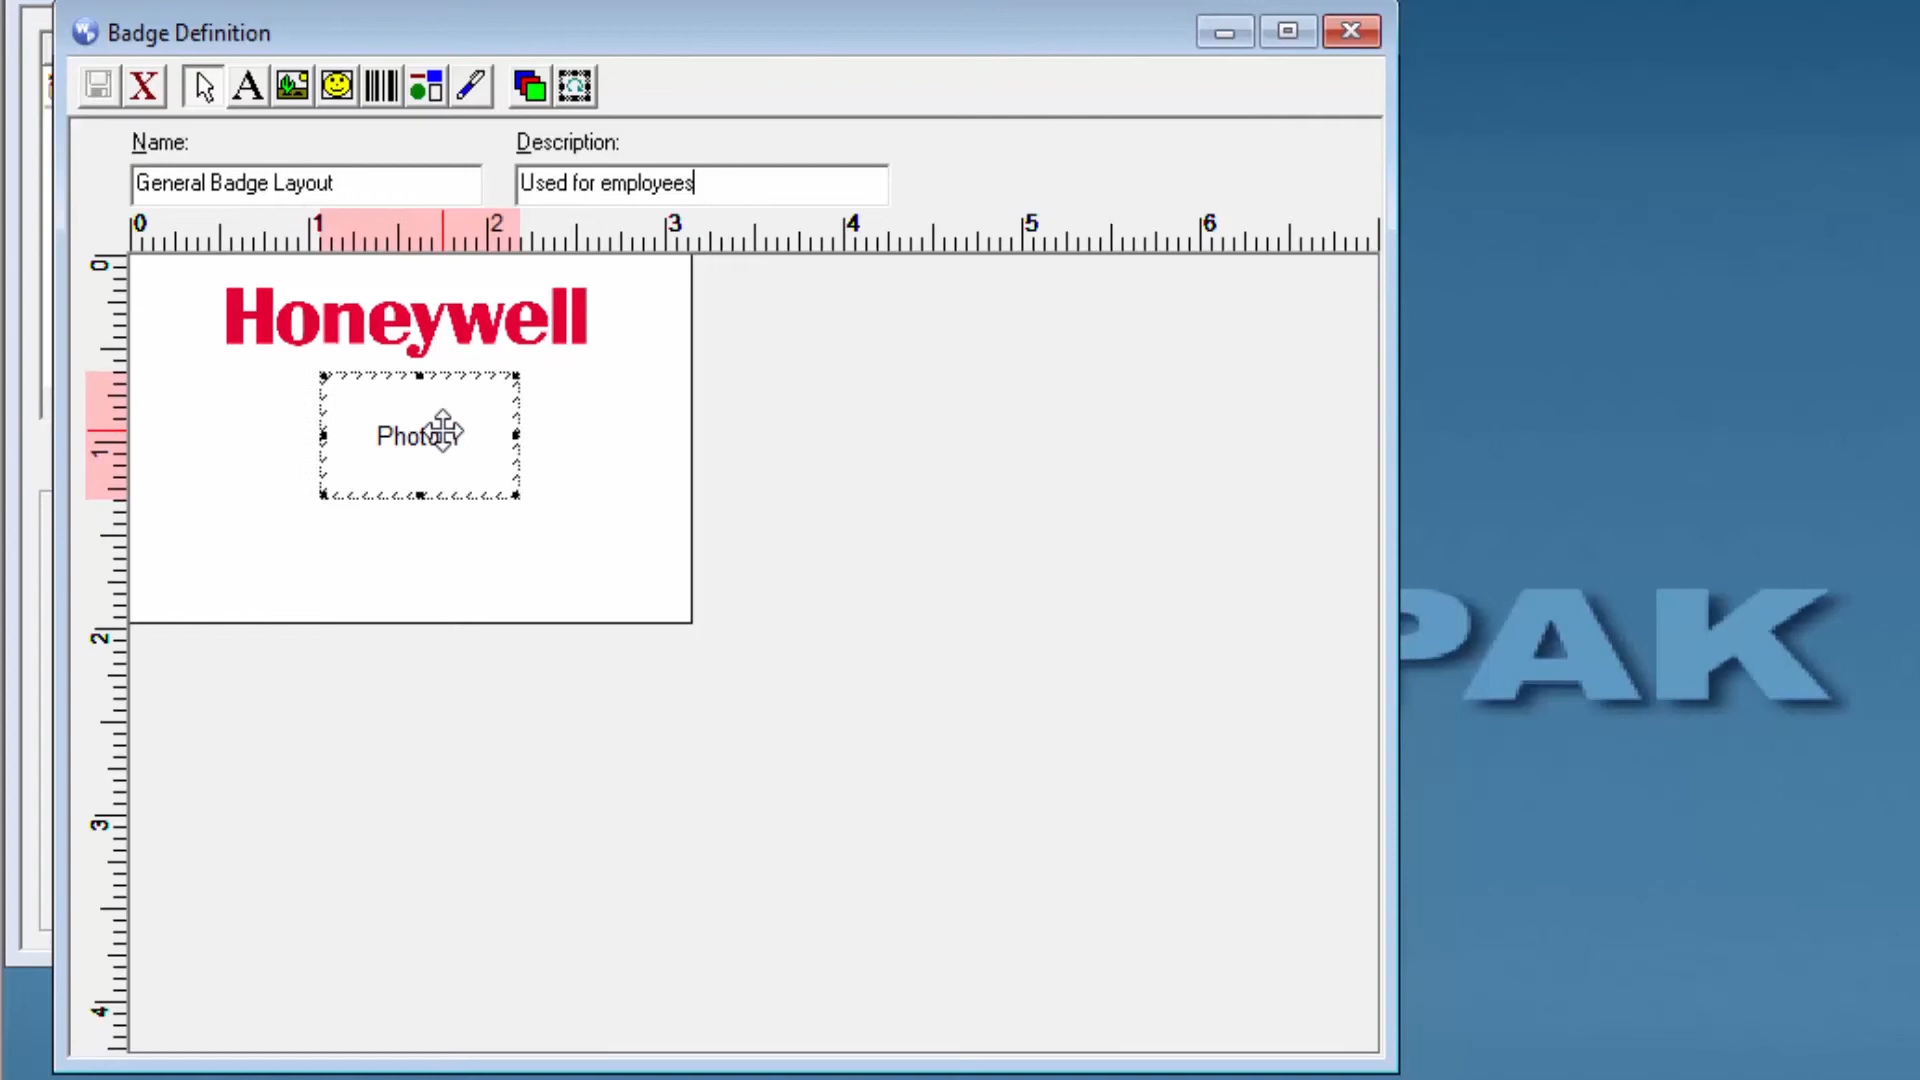 Badge Definition
A
Name:
Description:
General Badge Layout
Used for employees
0 1 2 3 4 5 6
0
Honeywell
1
2
PAK
3
4